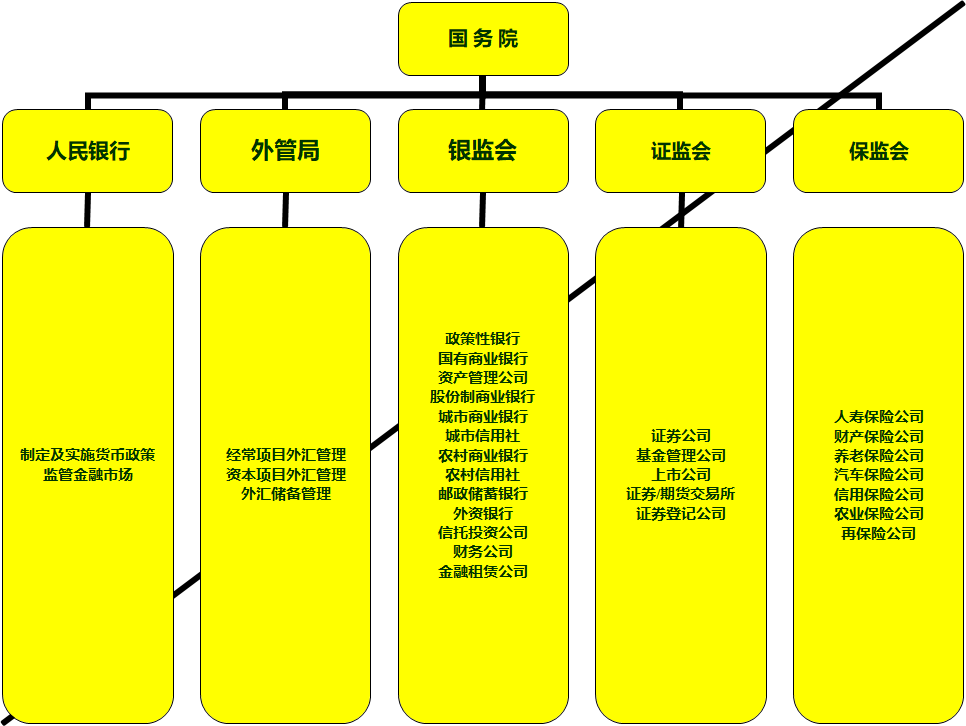 国 务 院
人民银行
外管局
银监会
证监会
保监会
制定及实施货币政策
监管金融市场
经常项目外汇管理
资本项目外汇管理
外汇储备管理
政策性银行
国有商业银行
资产管理公司
股份制商业银行
城市商业银行
城市信用社
农村商业银行
农村信用社
邮政储蓄银行
外资银行
信托投资公司
财务公司
金融租赁公司
证券公司
基金管理公司
上市公司
证券/期货交易所
证券登记公司
人寿保险公司
财产保险公司
养老保险公司
汽车保险公司
信用保险公司
农业保险公司
再保险公司